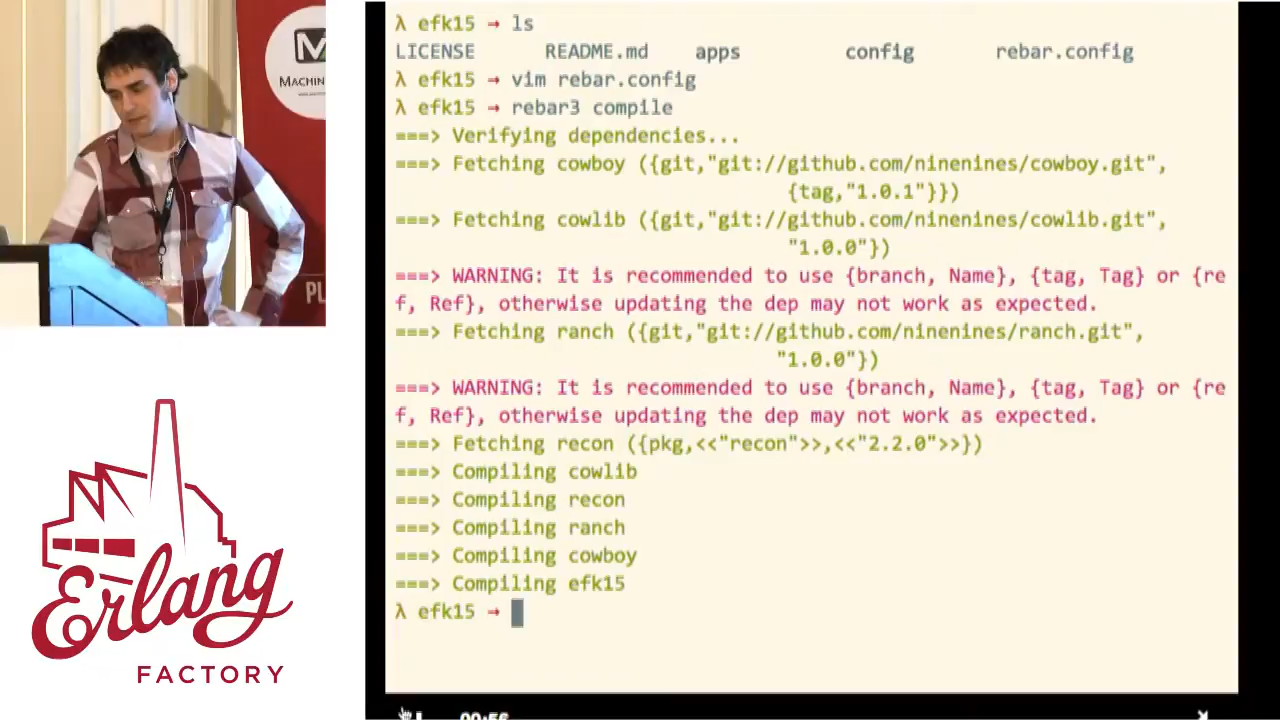 M
MACHIN
PL
Erlang
FACTORY
λ efk15 → ls
LICENSE README.md apps config rebar.config
λ efk15 → vim rebar.config
λ efk15 → rebar3 compile
===> Verifying dependencies...
===> Fetching cowboy ({git,"git://github.com/ninenines/cowboy.git",
{tag,"1.0.1"}})
===> Fetching cowlib ({git,"git://github.com/ninenines/cowlib.git",
"1.0.0"})
===> WARNING: It is recommended to use {branch, Name}, {tag, Tag} or {re
f, Ref}, otherwise updating the dep may not work as expected.
===> Fetching ranch ({git,"git://github.com/ninenines/ranch.git",
"1.0.0"})
===> WARNING: It is recommended to use {branch, Name}, {tag, Tag} or {re
f, Ref}, otherwise updating the dep may not work as expected.
===> Fetching recon ({pkg,<<"recon">>,<<"2.2.0">>})
===> Compiling cowlib
===> Compiling recon
===> Compiling ranch
===> Compiling cowboy
===> Compiling efk15
λ efk15 →